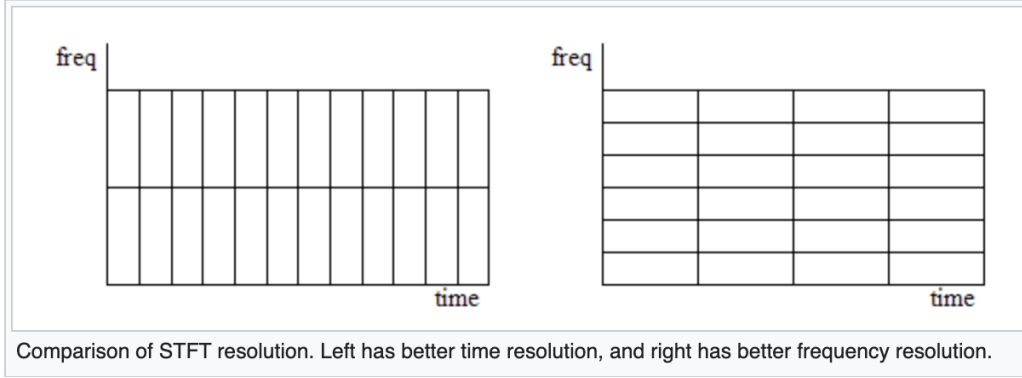 freq
freq
time
time
Comparison of STFT resolution. Left has better time resolution, and right has better frequency resolution.